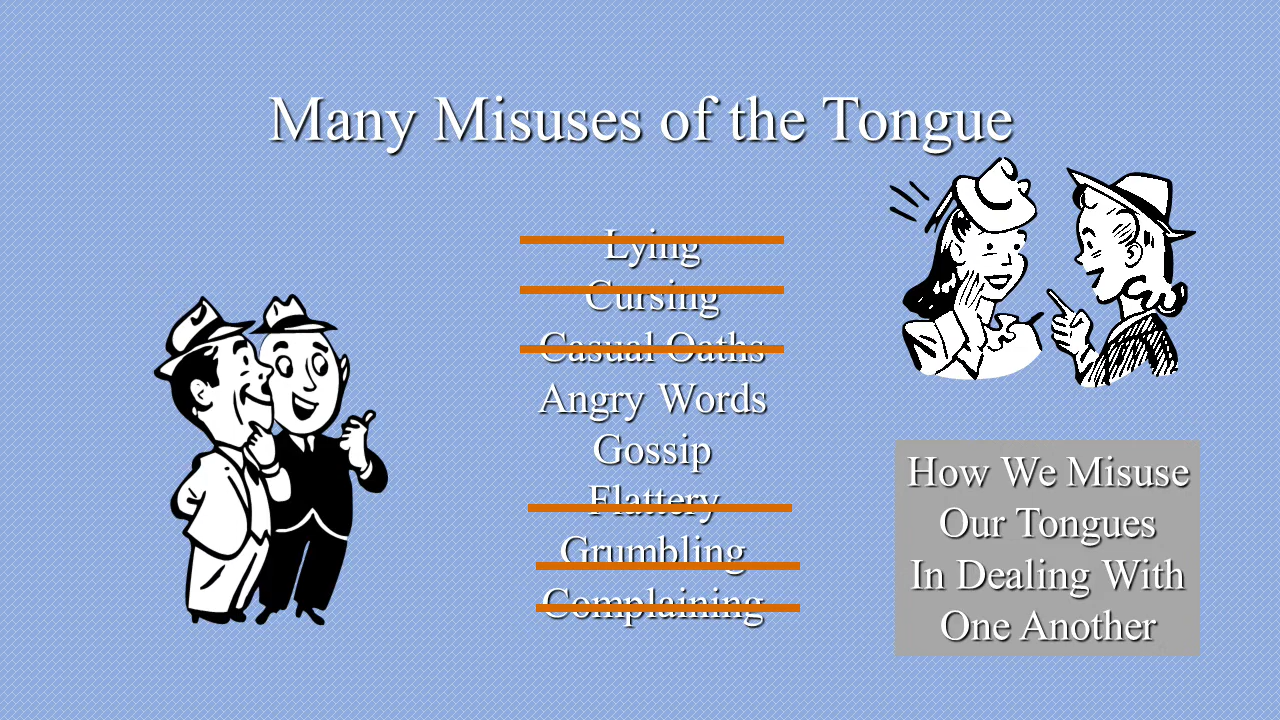 Many Misuses of the Tongue
Lying
Cursing
Casual Oaths
Angry Words
Gossip
Flattery
Grumbling
Complaining
How We Misuse
Our Tongues
In Dealing With
One Another